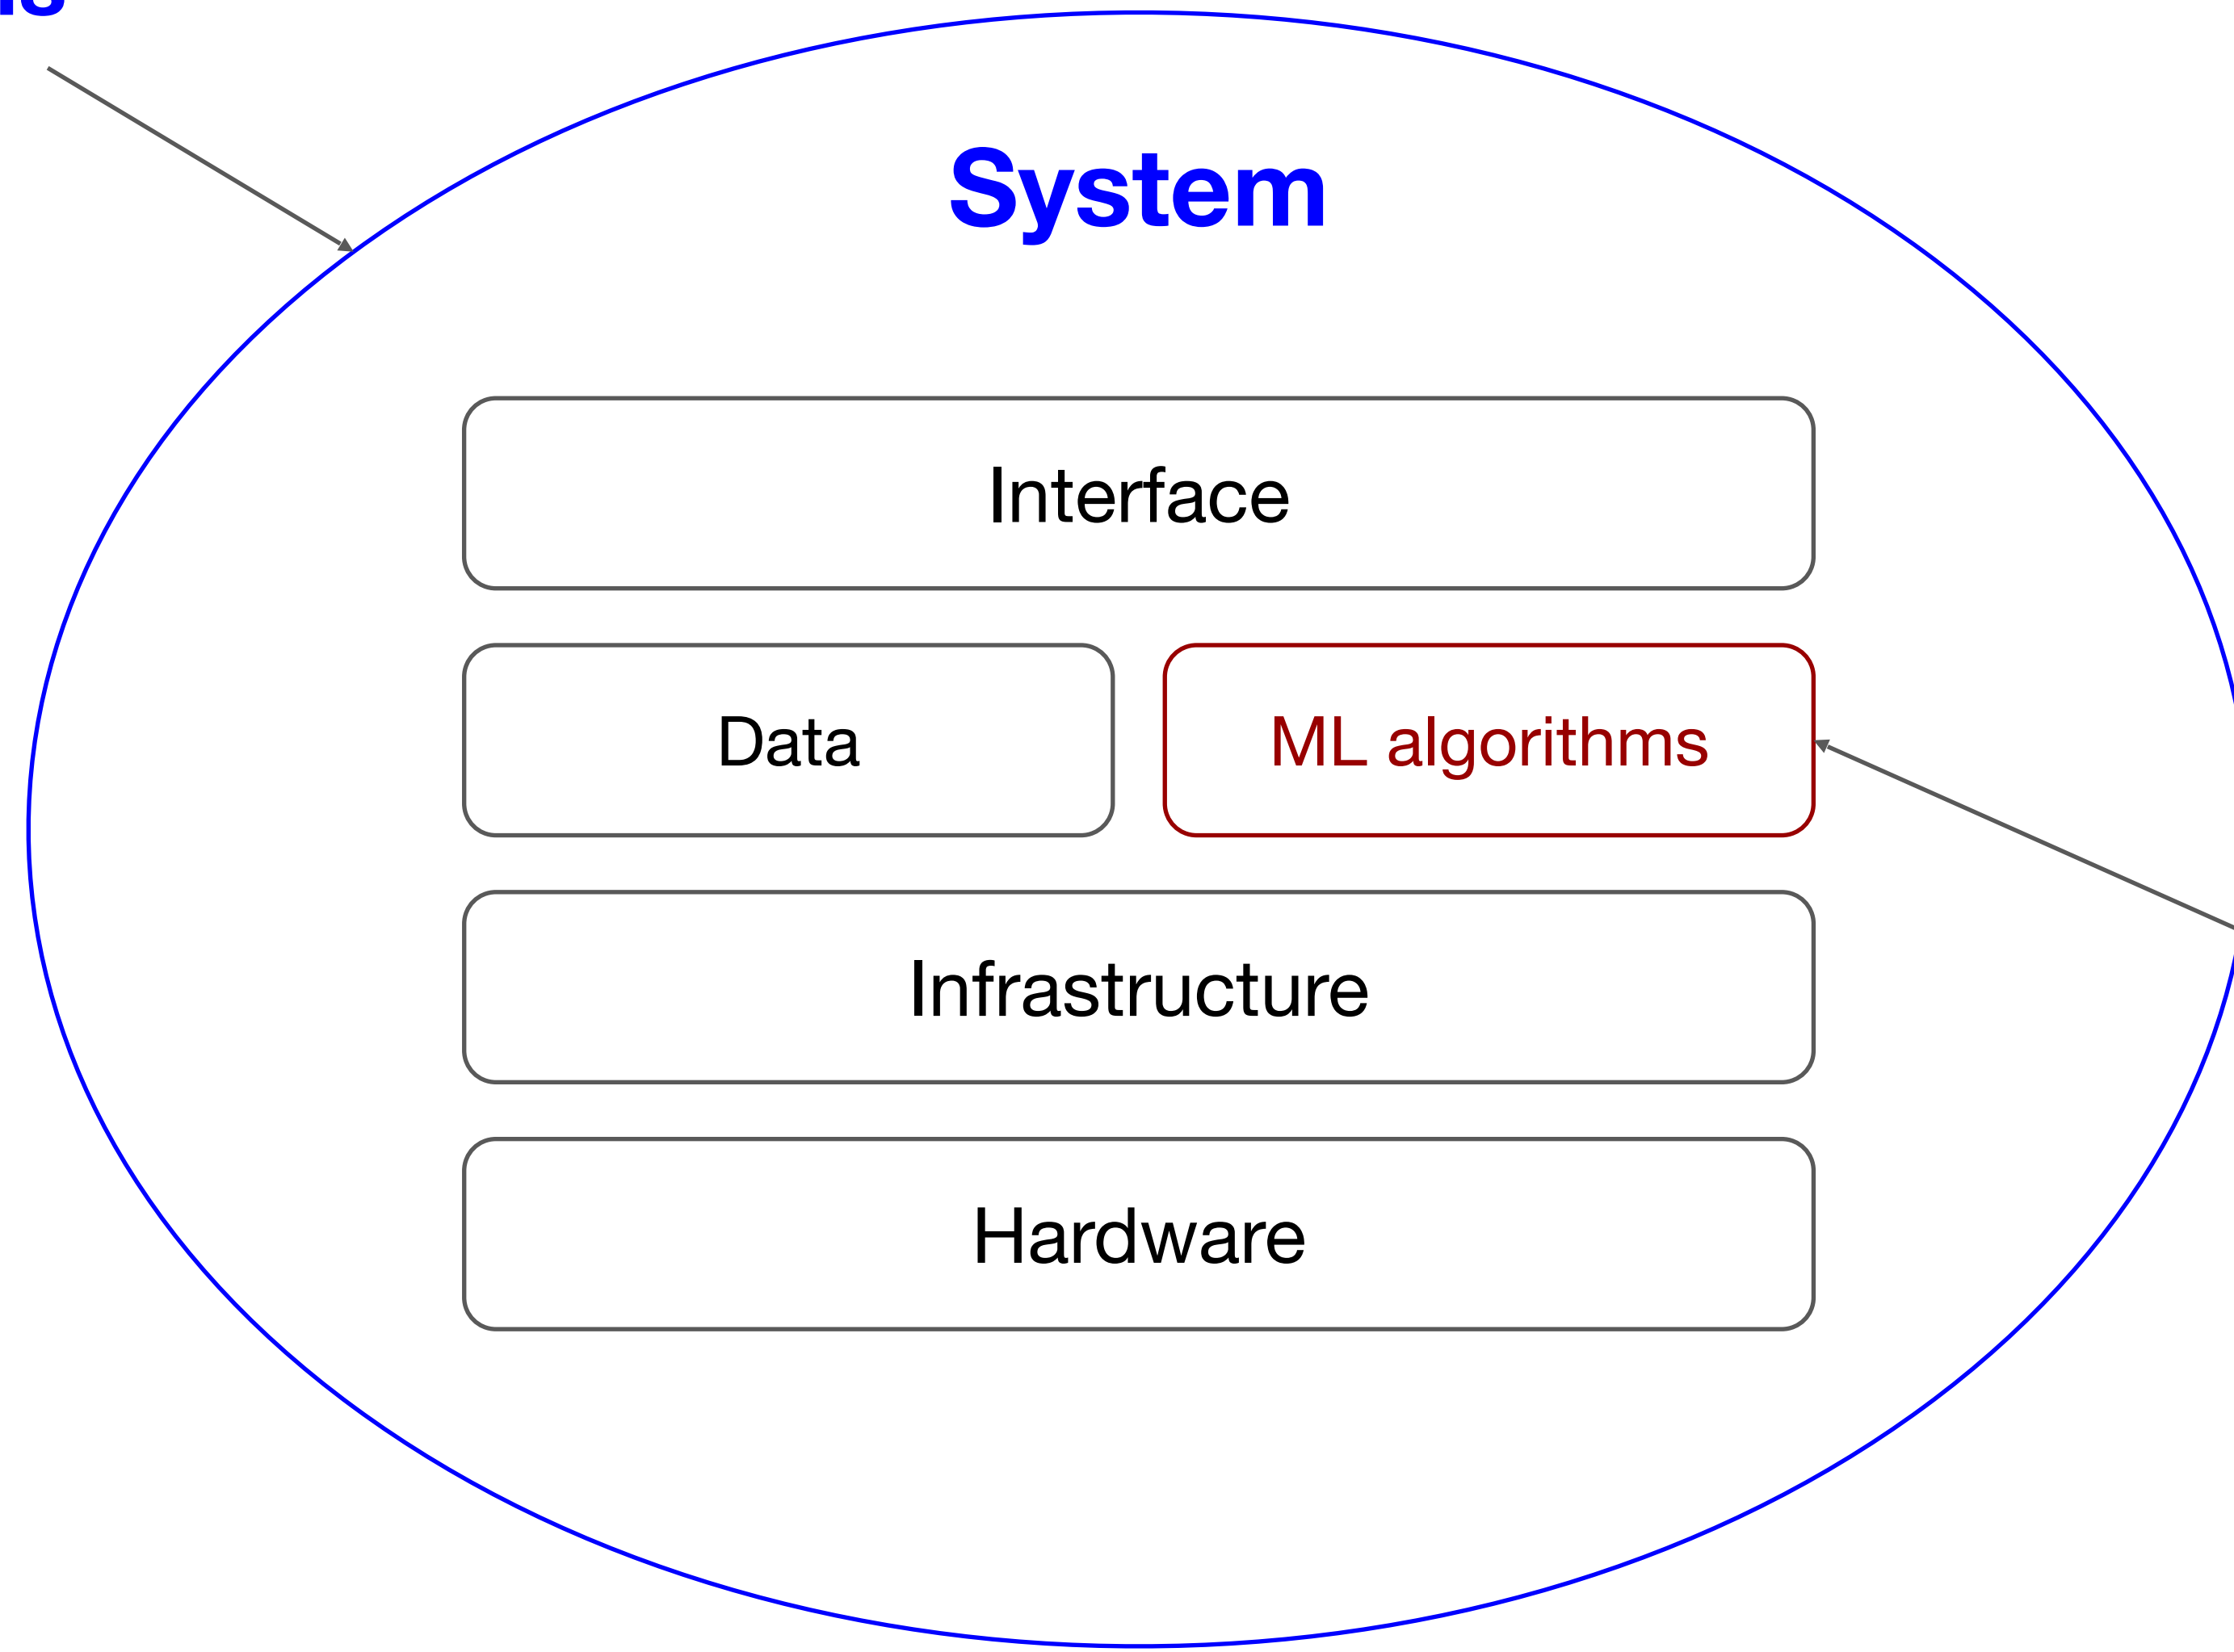 System
Interface
Data
ML algorithms
Infrastructure
Hardware